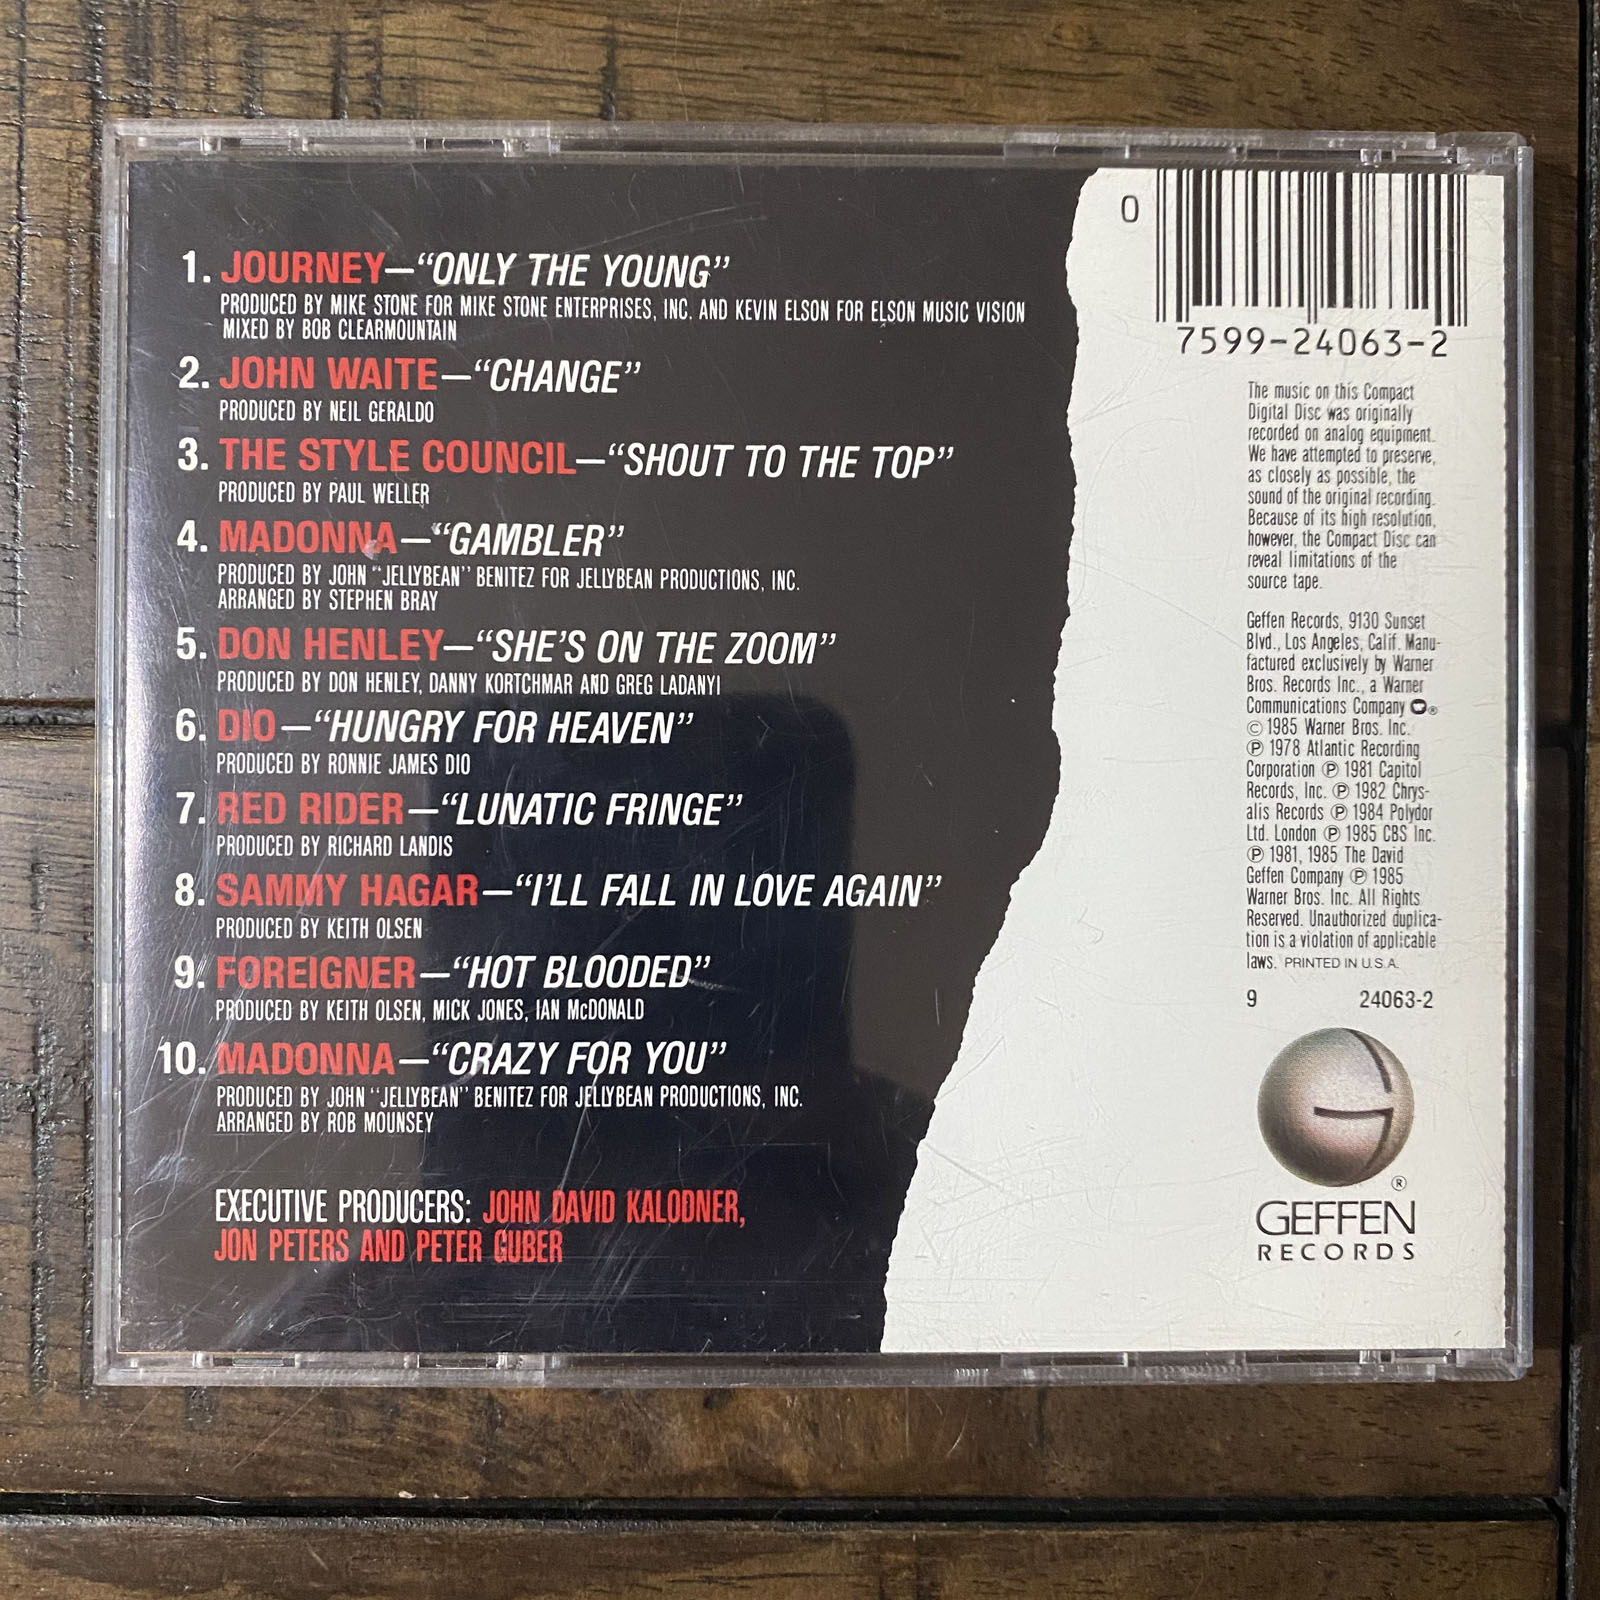 1. JOURNEY—“ONLY THE YOUNG”
PRODUCED BY MIKE STONE FOR MIKE STONE ENTERPRISES, INC. AND KEVIN ELSON FOR ELSON MUSIC VISION
MIXED BY BOB CLEARMOUNTAIN
2. JOHN WAITE—“CHANGE”
PRODUCED BY NEIL GERALDO
3. THE STYLE COUNCIL—“SHOUT TO THE TOP”
PRODUCED BY PAUL WELLER
4. MADONNA—“GAMBLER”
PRODUCED BY JOHN “JELLYBEAN” BENITEZ FOR JELLYBEAN PRODUCTIONS, INC.
ARRANGED BY STEPHEN BRAY
5. DON HENLEY—“SHE’S ON THE ZOOM”
PRODUCED BY DON HENLEY, DANNY KORTCHMAR AND GREG LADANYI
6. DIO—“HUNGRY FOR HEAVEN”
PRODUCED BY RONNIE JAMES DIO
7. RED RIDER—“LUNATIC FRINGE”
PRODUCED BY RICHARD LANDIS
8. SAMMY HAGAR—“I’LL FALL IN LOVE AGAIN”
PRODUCED BY KEITH OLSEN
9. FOREIGNER—“HOT BLOODED”
PRODUCED BY KEITH OLSEN, MICK JONES, IAN McDONALD
10. MADONNA—“CRAZY FOR YOU”
PRODUCED BY JOHN “JELLYBEAN” BENITEZ FOR JELLYBEAN PRODUCTIONS, INC.
ARRANGED BY ROB MOUNSEY
EXECUTIVE PRODUCERS: JOHN DAVID KALODNER,
JON PETERS AND PETER GUBER
0
7599-24063-2
The music on this Compact
Digital Disc was originally
recorded on analog equipment.
We have attempted to preserve,
as closely as possible, the
sound of the original recording.
Because of its high resolution,
however, the Compact Disc can
reveal limitations of the
source tape.
Geffen Records, 9130 Sunset
Blvd., Los Angeles, Calif. Manu-
factured exclusively by Warner
Bros. Records Inc., a Warner
Communications Company ®
© 1985 Warner Bros. Inc.
℗ 1978 Atlantic Recording
Corporation ℗ 1981 Capitol
Records, Inc. ℗ 1982 Chrys-
alis Records ℗ 1984 Polydor
Ltd. London ℗ 1985 CBS Inc.
℗ 1981, 1985 The David
Geffen Company ℗ 1985
Warner Bros. Inc. All Rights
Reserved. Unauthorized duplica-
tion is a violation of applicable
laws. PRINTED IN U.S.A.
9 24063-2
®
GEFFEN
RECORDS